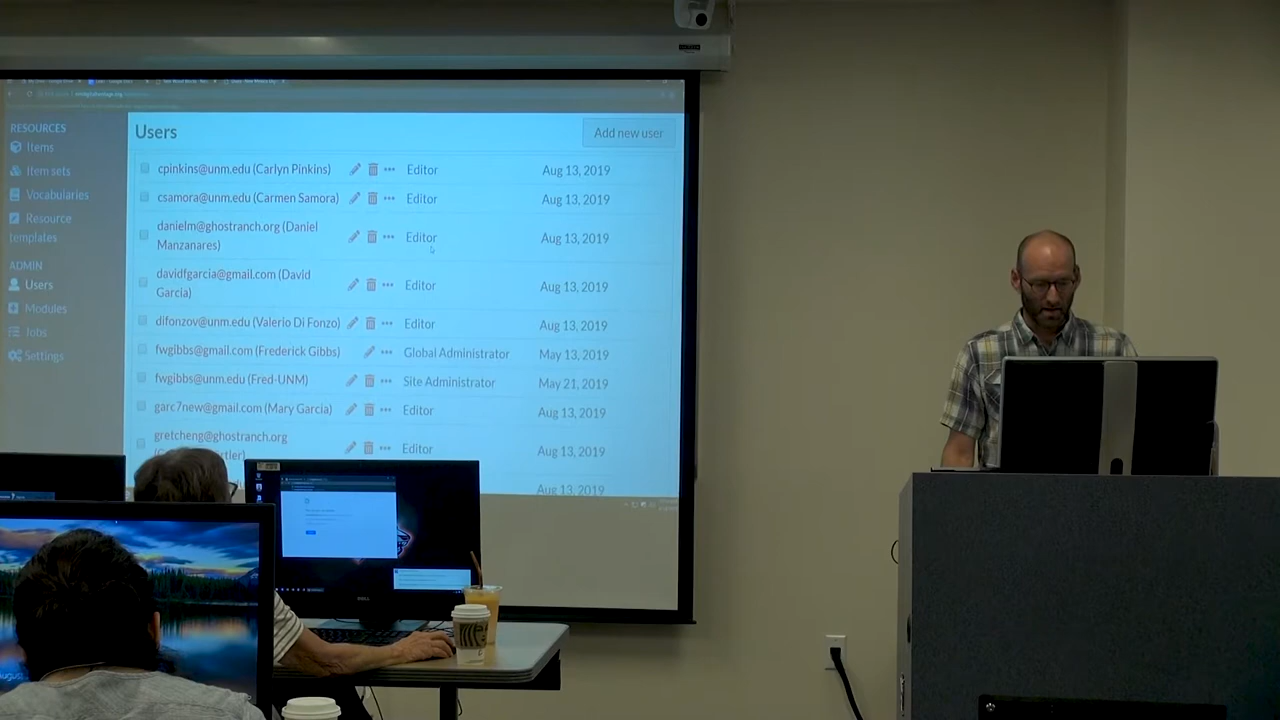 RESOURCES
Items
Item sets
Vocabularies
Resource
templates
ADMIN
Users
Modules
Jobs
Settings
Users
Add new user
cpinkins@unm.edu (Carlyn Pinkins) Editor Aug 13, 2019
csamora@unm.edu (Carmen Samora) Editor Aug 13, 2019
danielm@ghostranch.org (Daniel
Manzanares) Editor Aug 13, 2019
davidfgarcia@gmail.com (David
Garcia) Editor Aug 13, 2019
difonzov@unm.edu (Valerio Di Fonzo) Editor Aug 13, 2019
fwgibbs@gmail.com (Frederick Gibbs) Global Administrator May 13, 2019
fwgibbs@unm.edu (Fred-UNM) Site Administrator May 21, 2019
garc7new@gmail.com (Mary Garcia) Editor Aug 13, 2019
gretcheng@ghostranch.org
Editor Aug 13, 2019
Aug 13, 2019
DELL